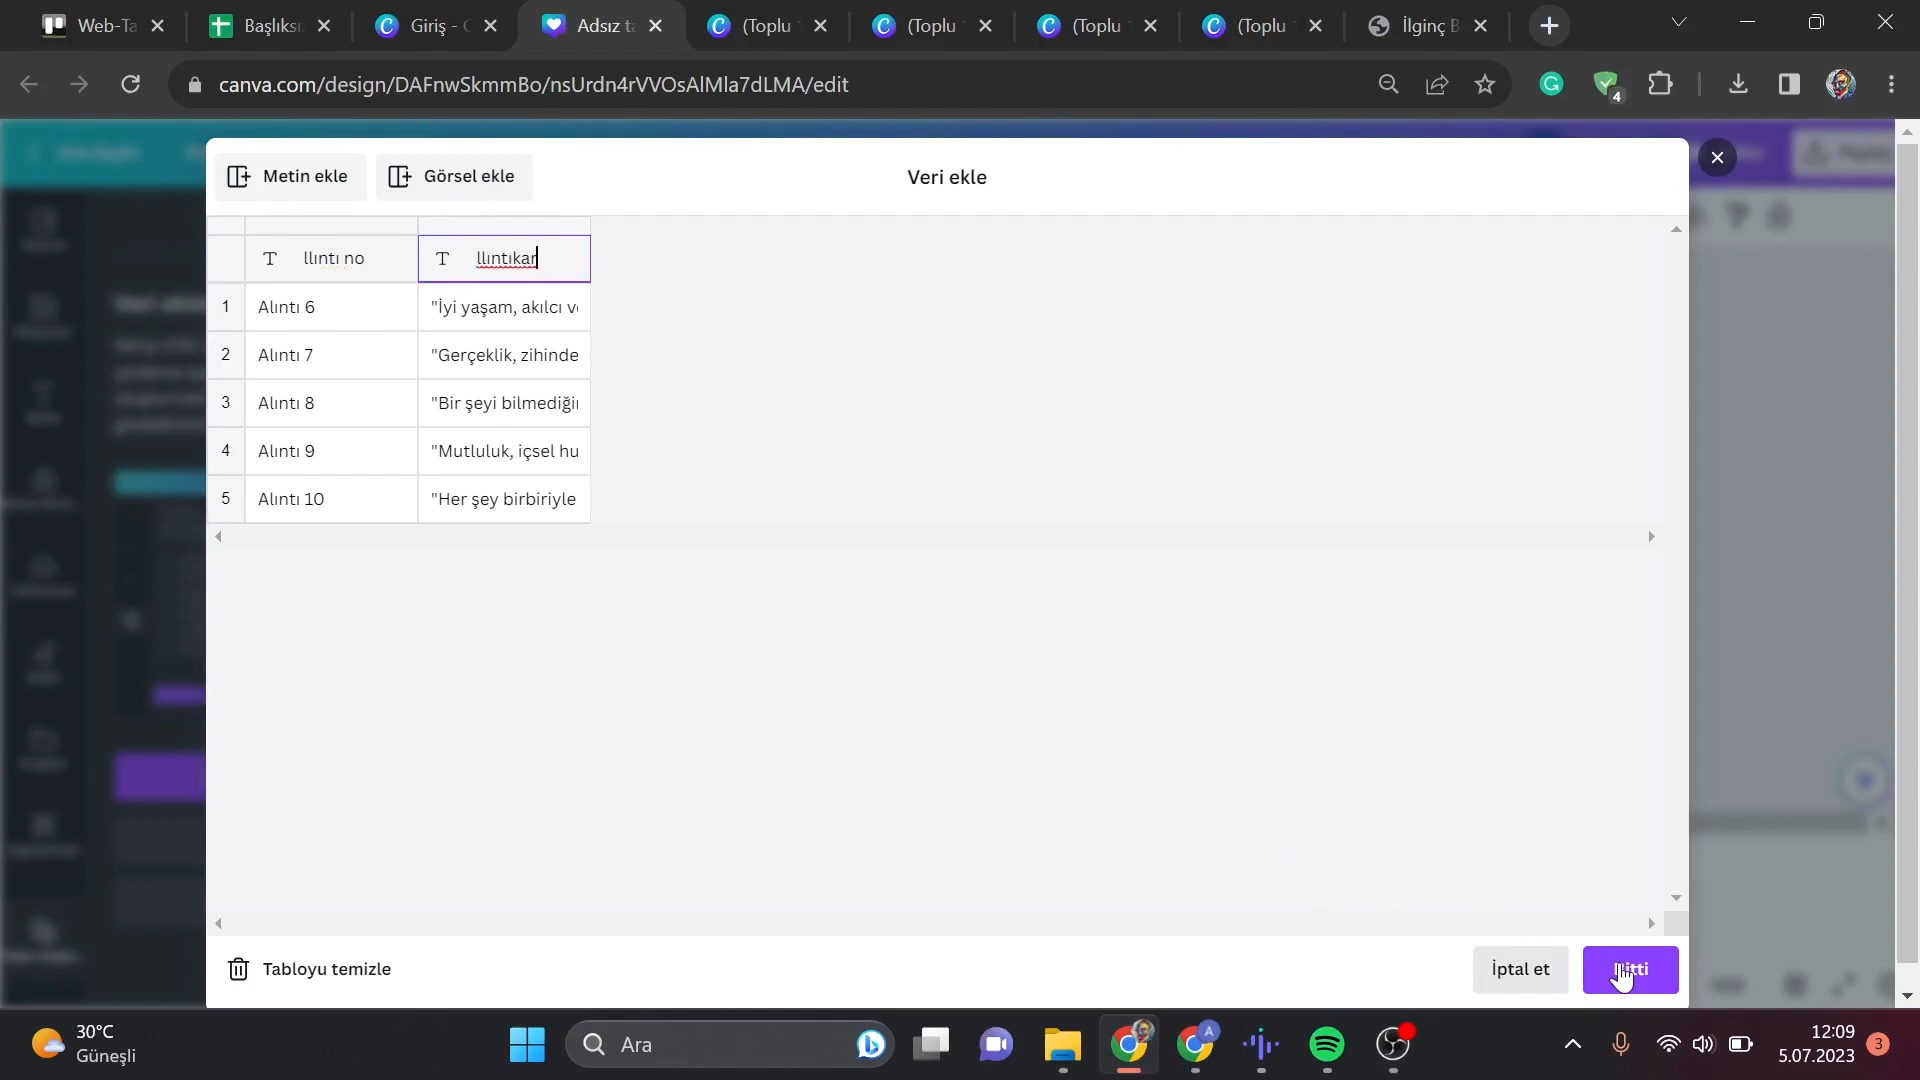 Web-Ta
Başlıksı
Giriş - C
Adsız ta
(Toplu
(Toplu
(Toplu
(Toplu
İlginç B
canva.com/design/DAFnwSkmmBo/nsUrdn4rVVOsAlMla7dLMA/edit
4
Metin ekle
Görsel ekle
Veri ekle
llıntı no
llıntıkar
1 Alıntı 6 "İyi yaşam, akılcı v
2 Alıntı 7 "Gerçeklik, zihinde
3 Alıntı 8 "Bir şeyi bilmediğin
4 Alıntı 9 "Mutluluk, içsel hu
5 Alıntı 10 "Her şey birbiriyle
Tabloyu temizle
İptal et
Bitti
30°C
Güneşli
Ara
A
12:09
5.07.2023
3